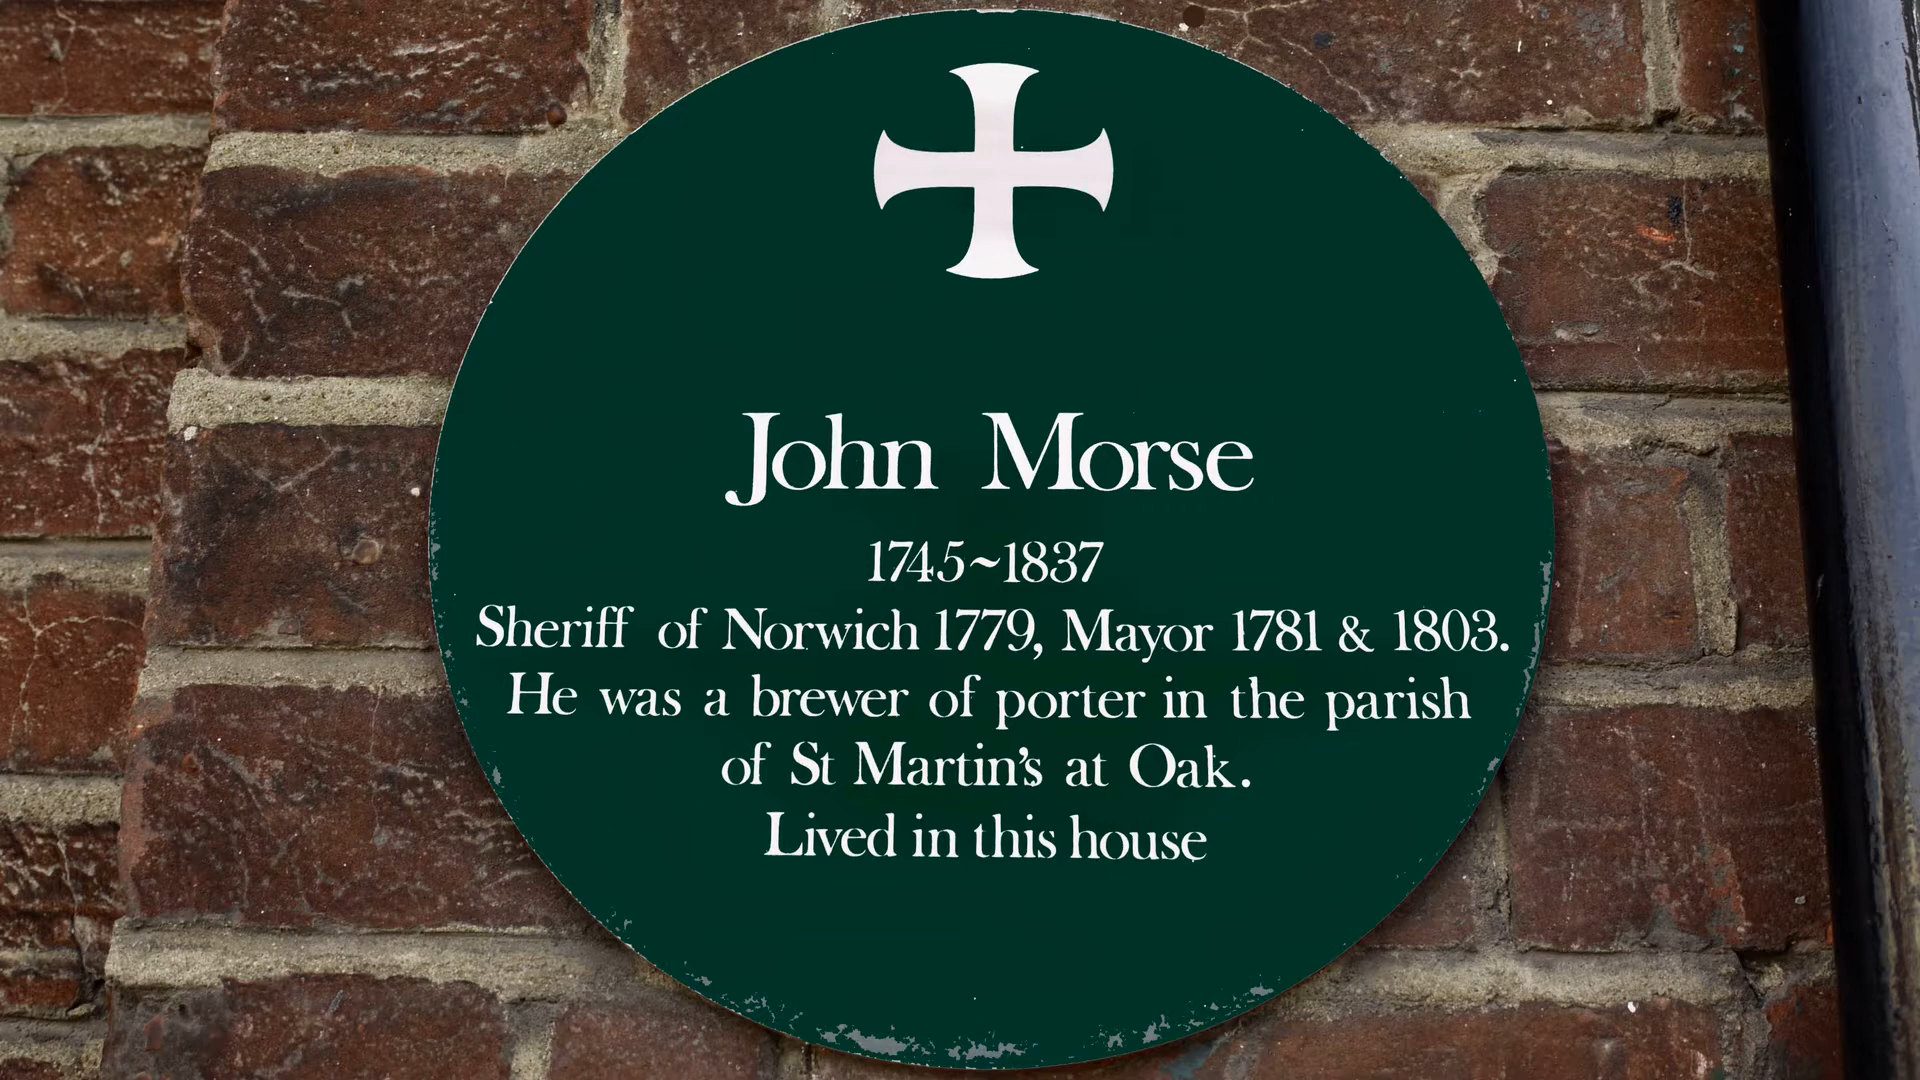 John Morse
1745~1837
Sheriff of Norwich 1779, Mayor 1781 & 1803.
He was a brewer of porter in the parish
of St Martin's at Oak.
Lived in this house